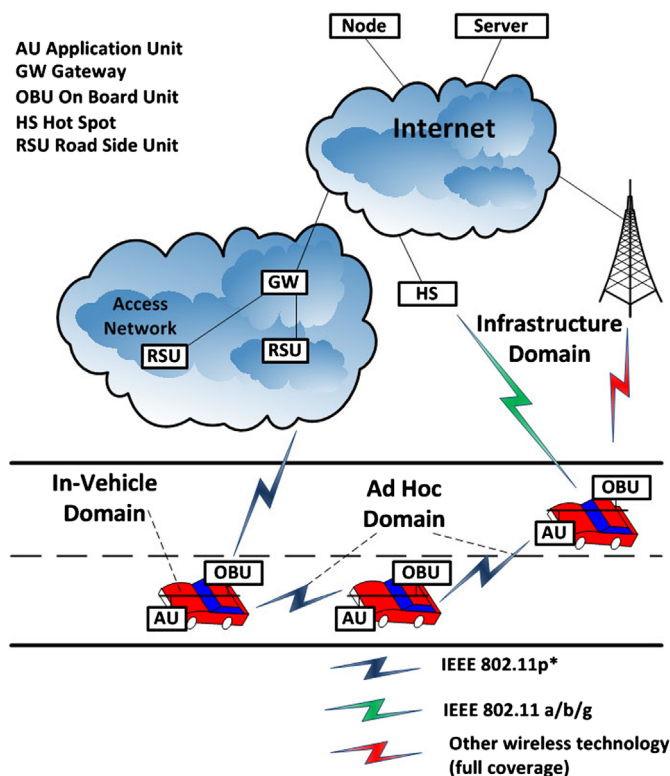 Node
Server
AU Application Unit
GW Gateway
OBU On Board Unit
HS Hot Spot
RSU Road Side Unit
Internet
GW
HS
Access
Network
RSU
RSU
Infrastructure
Domain
In-Vehicle
Domain
Ad Hoc
Domain
OBU
AU
OBU
AU
OBU
AU
IEEE 802.11p*
IEEE 802.11 a/b/g
Other wireless technology
(full coverage)